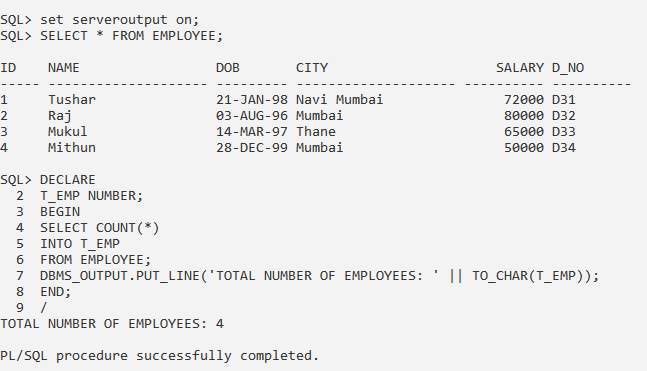 SQL> set serveroutput on;
SQL> SELECT * FROM EMPLOYEE;
ID    NAME                 DOB       CITY                     SALARY D_NO
----- -------------------- --------- -------------------- ---------- ----------
1     Tushar               21-JAN-98 Navi Mumbai               72000 D31
2     Raj                  03-AUG-96 Mumbai                    80000 D32
3     Mukul                14-MAR-97 Thane                     65000 D33
4     Mithun               28-DEC-99 Mumbai                    50000 D34
SQL> DECLARE
  2  T_EMP NUMBER;
  3  BEGIN
  4  SELECT COUNT(*)
  5  INTO T_EMP
  6  FROM EMPLOYEE;
  7  DBMS_OUTPUT.PUT_LINE('TOTAL NUMBER OF EMPLOYEES: ' || TO_CHAR(T_EMP));
  8  END;
  9  /
TOTAL NUMBER OF EMPLOYEES: 4
PL/SQL procedure successfully completed.